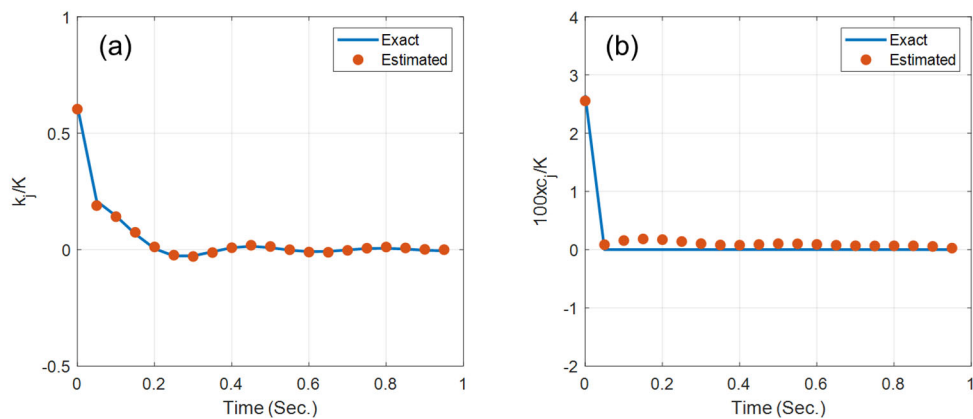 (a)
Exact
Estimated
k_j/K
1
0.5
0
-0.5
0 0.2 0.4 0.6 0.8 1
Time (Sec.)
(b)
Exact
Estimated
100xc_j/K
4
3
2
1
0
-1
-2
0 0.2 0.4 0.6 0.8 1
Time (Sec.)